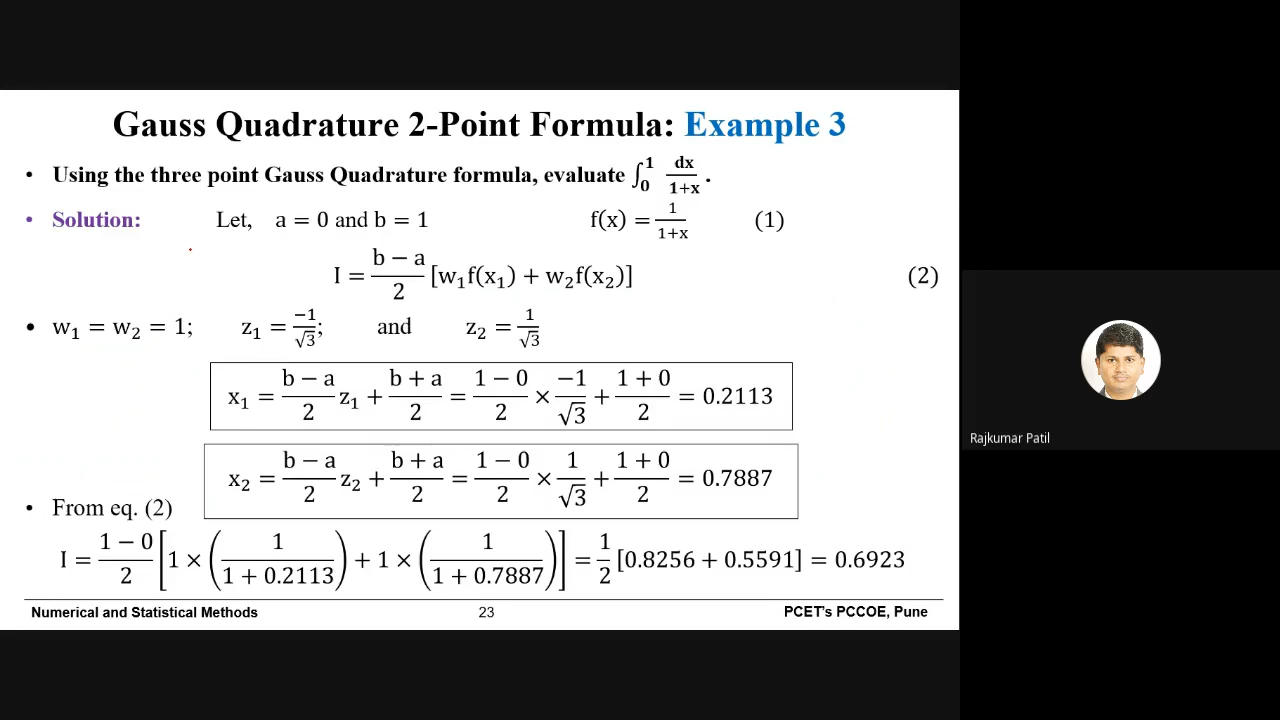 Gauss Quadrature 2-Point Formula: Example 3
• Using the three point Gauss Quadrature formula, evaluate ∫₀¹ dx/(1+x) .
• Solution: Let, a = 0 and b = 1 f(x) = 1/(1+x) (1)
I = (b − a)/2 [w₁f(x₁) + w₂f(x₂)] (2)
• w₁ = w₂ = 1; z₁ = −1/√3; and z₂ = 1/√3
x₁ = (b − a)/2 z₁ + (b + a)/2 = (1 − 0)/2 × −1/√3 + (1 + 0)/2 = 0.2113
x₂ = (b − a)/2 z₂ + (b + a)/2 = (1 − 0)/2 × 1/√3 + (1 + 0)/2 = 0.7887
• From eq. (2)
I = (1 − 0)/2 [1 × (1/(1 + 0.2113)) + 1 × (1/(1 + 0.7887))] = 1/2 [0.8256 + 0.5591] = 0.6923
Numerical and Statistical Methods 23 PCET's PCCOE, Pune
Rajkumar Patil